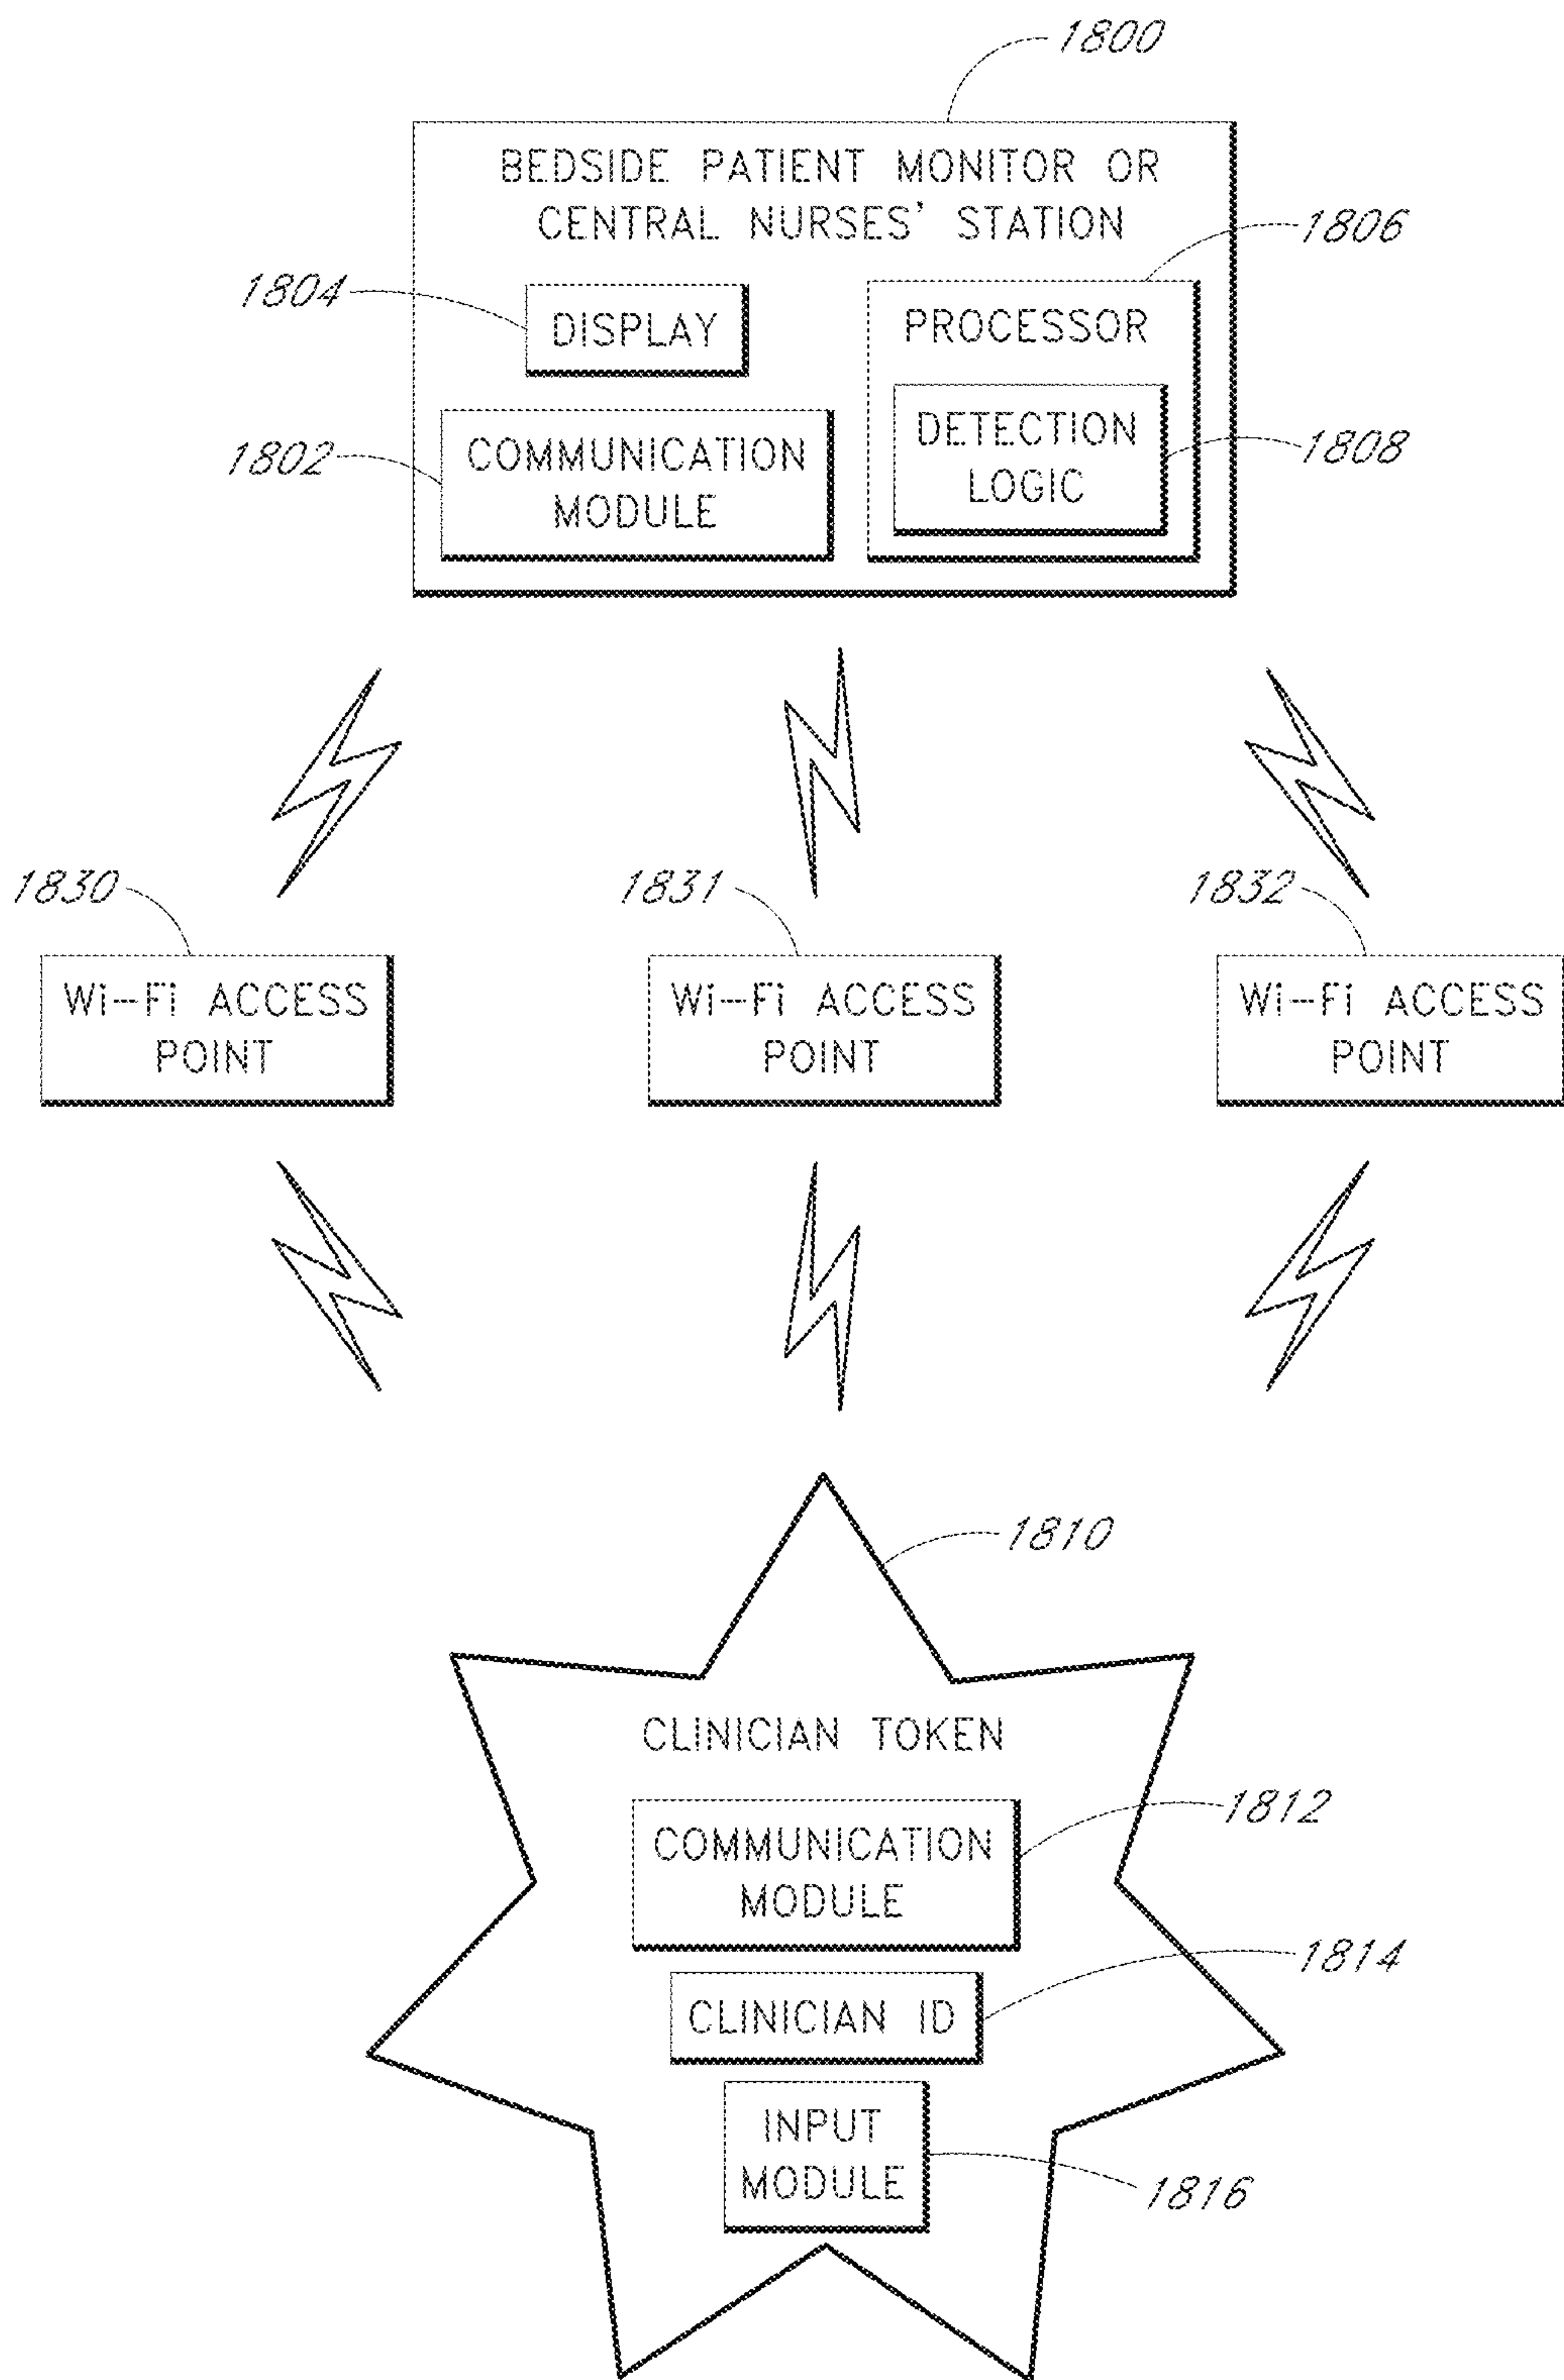 1800
BEDSIDE PATIENT MONITOR OR
CENTRAL NURSES' STATION
1806
1804
DISPLAY
PROCESSOR
1802
COMMUNICATION
MODULE
DETECTION
LOGIC
1808
1830
1831
1832
Wi-Fi ACCESS
POINT
Wi-Fi ACCESS
POINT
Wi-Fi ACCESS
POINT
1810
CLINICIAN TOKEN
1812
COMMUNICATION
MODULE
1814
CLINICIAN ID
INPUT
MODULE
1816